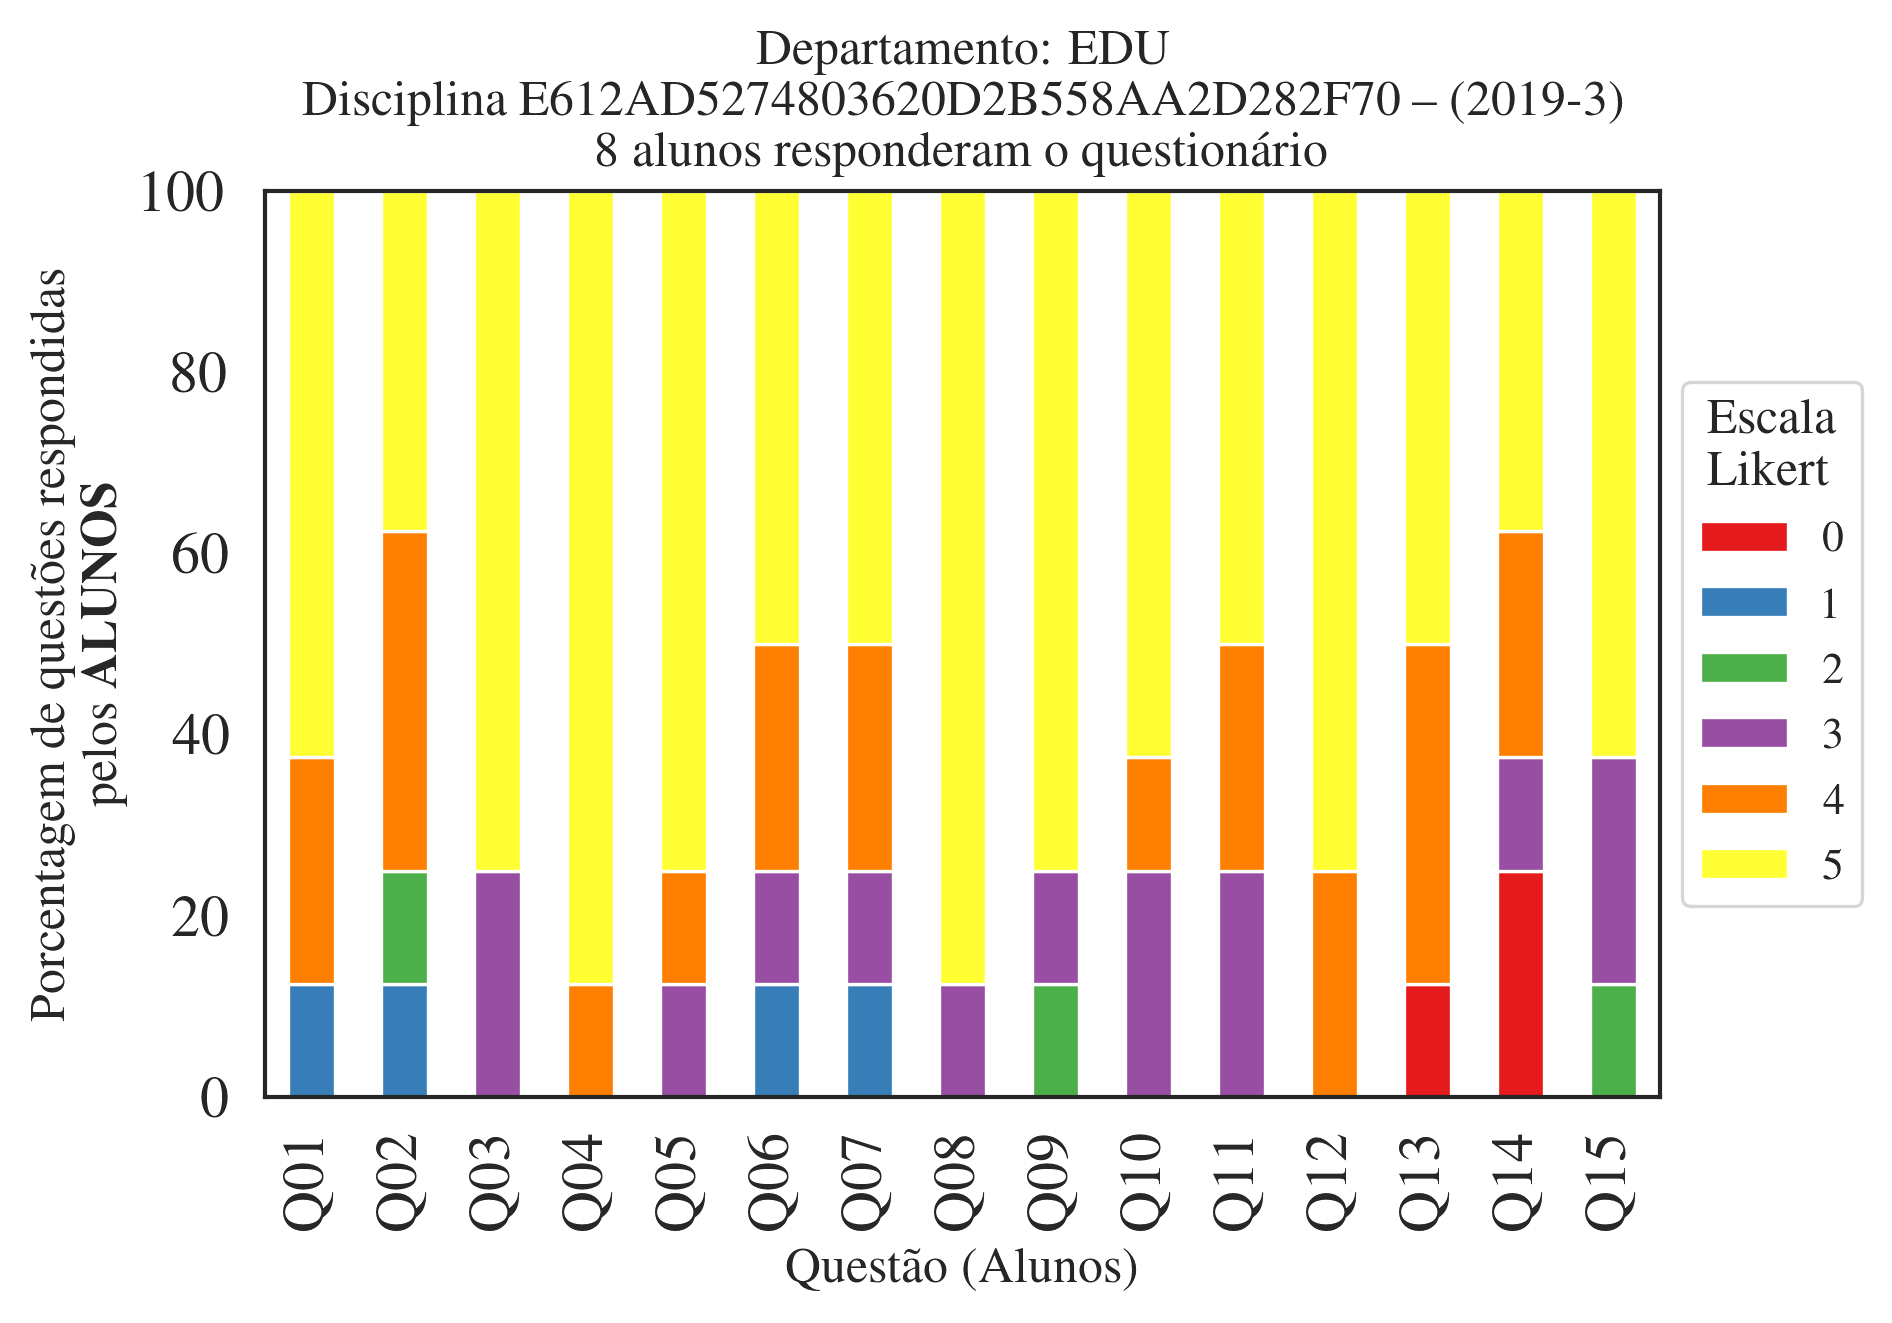 Departamento: EDU
Disciplina E612AD5274803620D2B558AA2D282F70 – (2019-3)
8 alunos responderam o questionário
Porcentagem de questões respondidas
pelos ALUNOS
100
80
60
40
20
0
Q01
Q02
Q03
Q04
Q05
Q06
Q07
Q08
Q09
Q10
Q11
Q12
Q13
Q14
Q15
Questão (Alunos)
Escala
Likert
0
1
2
3
4
5